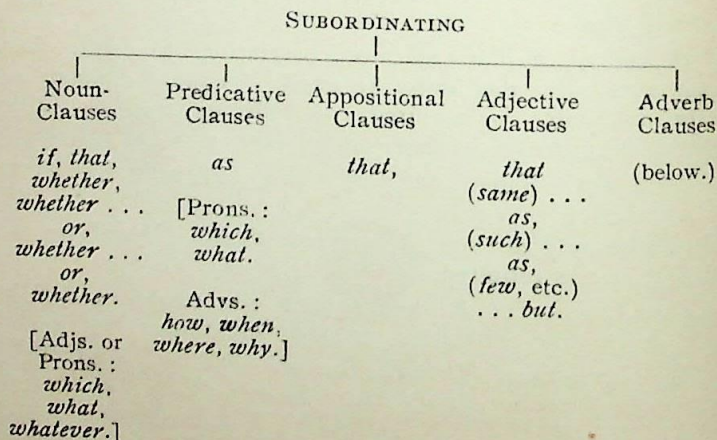 SUBORDINATING
Noun-
Clauses
if, that,
whether,
whether ...
or,
whether ...
or,
whether.
[Adjs. or
Prons. :
which,
what,
whatever.]
Predicative
Clauses
as
[Prons. :
which,
what.
Advs. :
how, when,
where, why.]
Appositional
Clauses
that,
Adjective
Clauses
that
(same) ...
as,
(such) ...
as,
(few, etc.)
... but.
Adverb
Clauses
(below.)